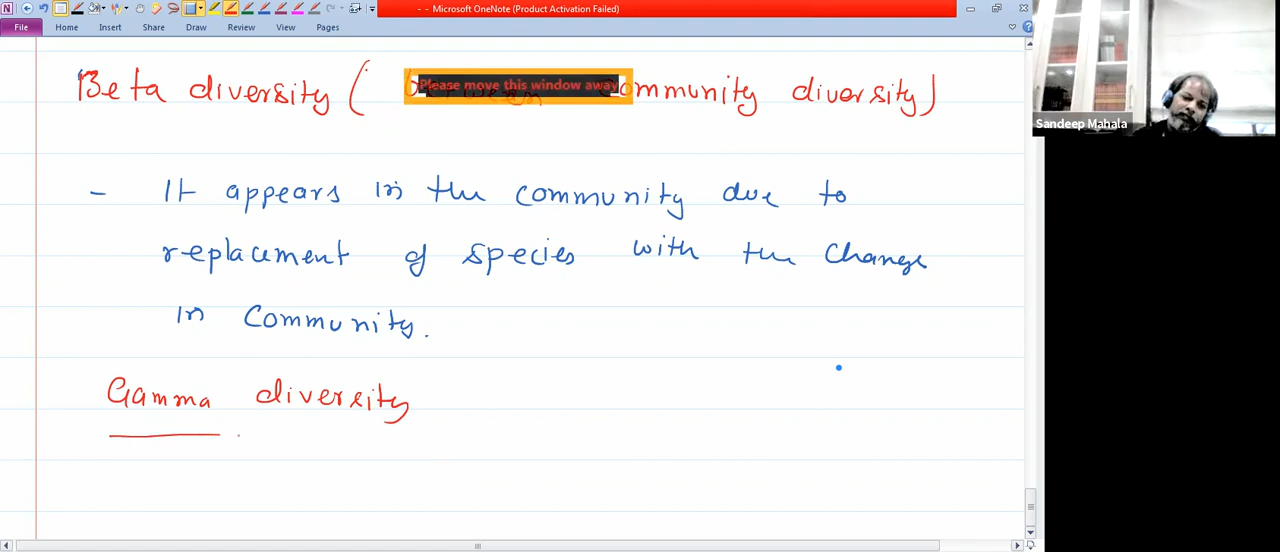 - - Microsoft OneNote (Product Activation Failed)
File Home Insert Share Draw Review View Pages
Beta diversity ( between community diversity)
Please move this window away
Sandeep Mahala
- It appears in the community due to
replacement of species with the change
in community.
Gamma diversity